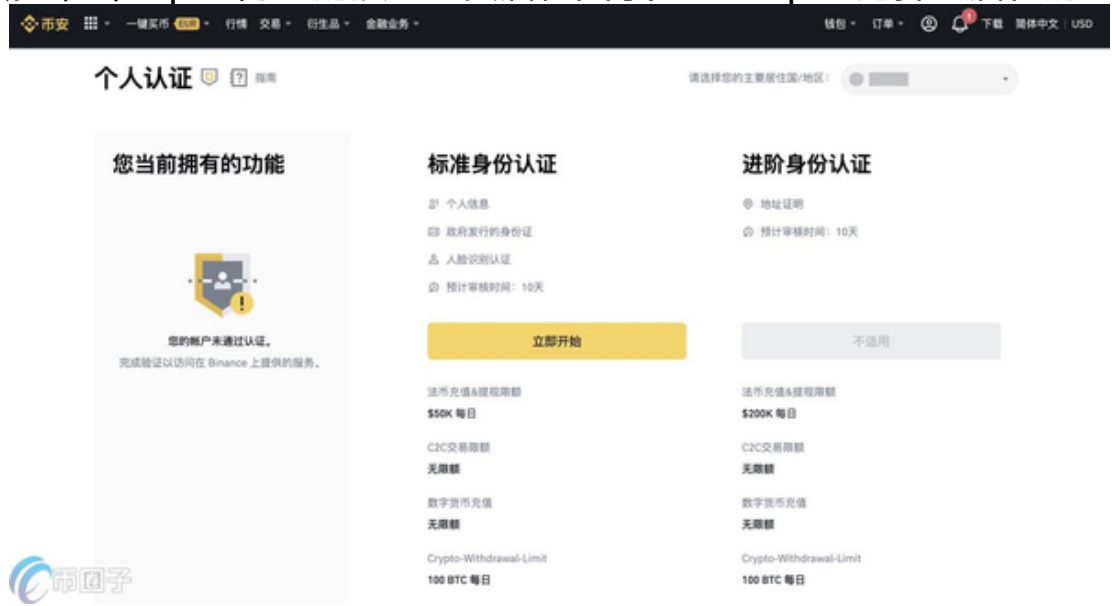 币安 一键买币 EUR 行情 交易 衍生品 金融业务 钱包 订单 1 下载 简体中文 USD
个人认证 指南 请选择您的主要居住国/地区:
您当前拥有的功能
您的帐户未通过认证。
完成验证以访问在 Binance 上提供的服务。
标准身份认证
个人信息
政府发行的身份证
人脸识别认证
预计审核时间: 10天
立即开始
法币充值&提现限额
$50K 每日
C2C交易限额
无限额
数字货币充值
无限额
Crypto-Withdrawal-Limit
100 BTC 每日
进阶身份认证
地址证明
预计审核时间: 10天
不适用
法币充值&提现限额
$200K 每日
C2C交易限额
无限额
数字货币充值
无限额
Crypto-Withdrawal-Limit
100 BTC 每日
币圈子